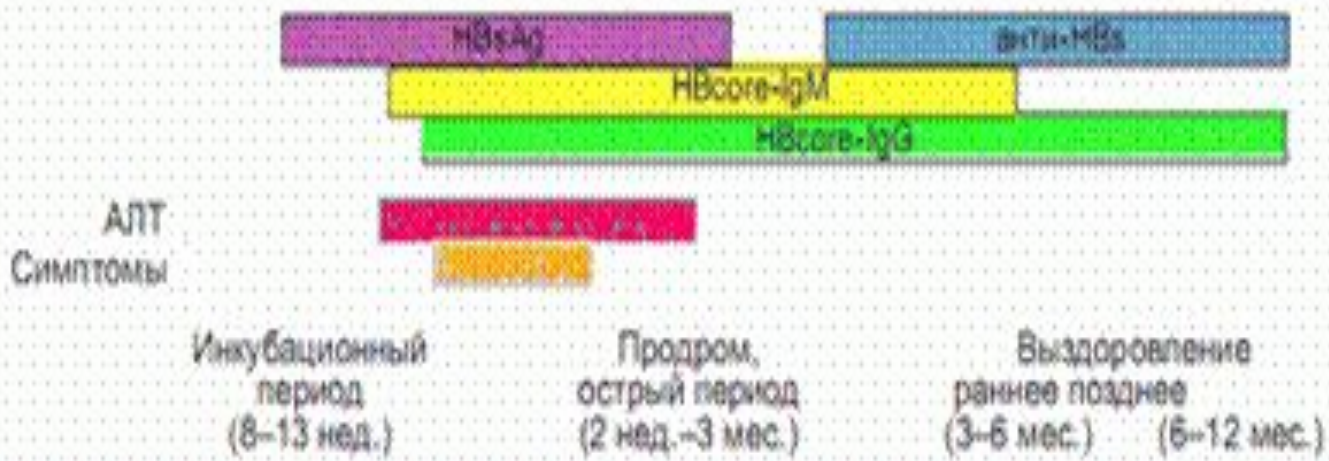 HBsAg анти-HBs
HBcore-IgM
HBcore-IgG
АЛТ
Симптомы
Инкубационный Продром, Выздоровление
период острый период раннее позднее
(8–13 нед.) (2 нед.–3 мес.) (3–6 мес.) (6–12 мес.)